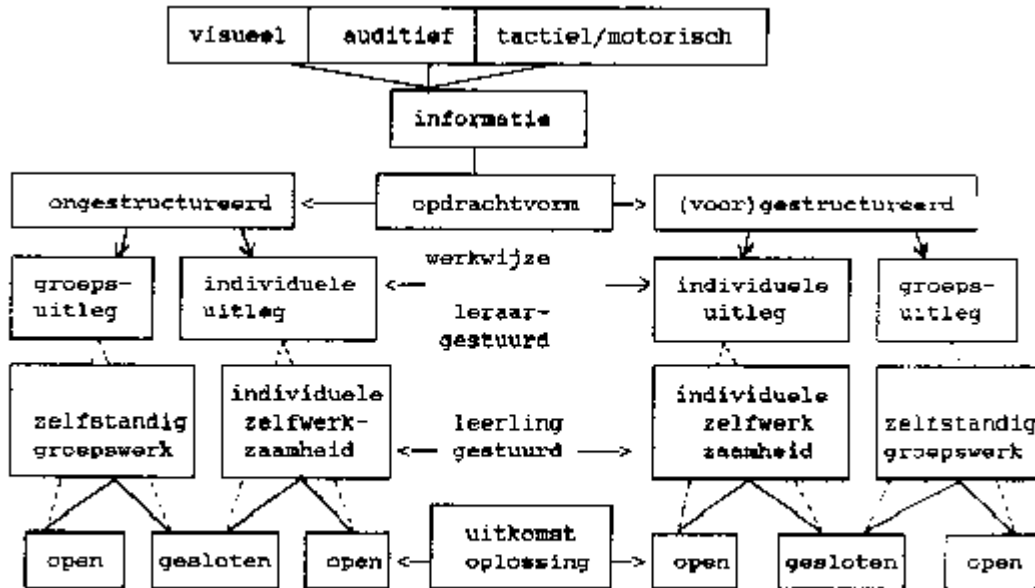 visueel auditief tactiel/motorisch
informatie
ongestructureerd <- opdrachtvorm -> (voor)gestructureerd
werkwijze
groeps- individuele <- -> individuele groeps-
uitleg uitleg leraar- uitleg uitleg
gestuurd
individuele individuele
zelfstandig zelfwerk- leerling zelfwerk zelfstandig
groepswerk zaamheid <- gestuurd -> zaamheid groepswerk
uitkomst
open gesloten open <- oplossing -> open gesloten open